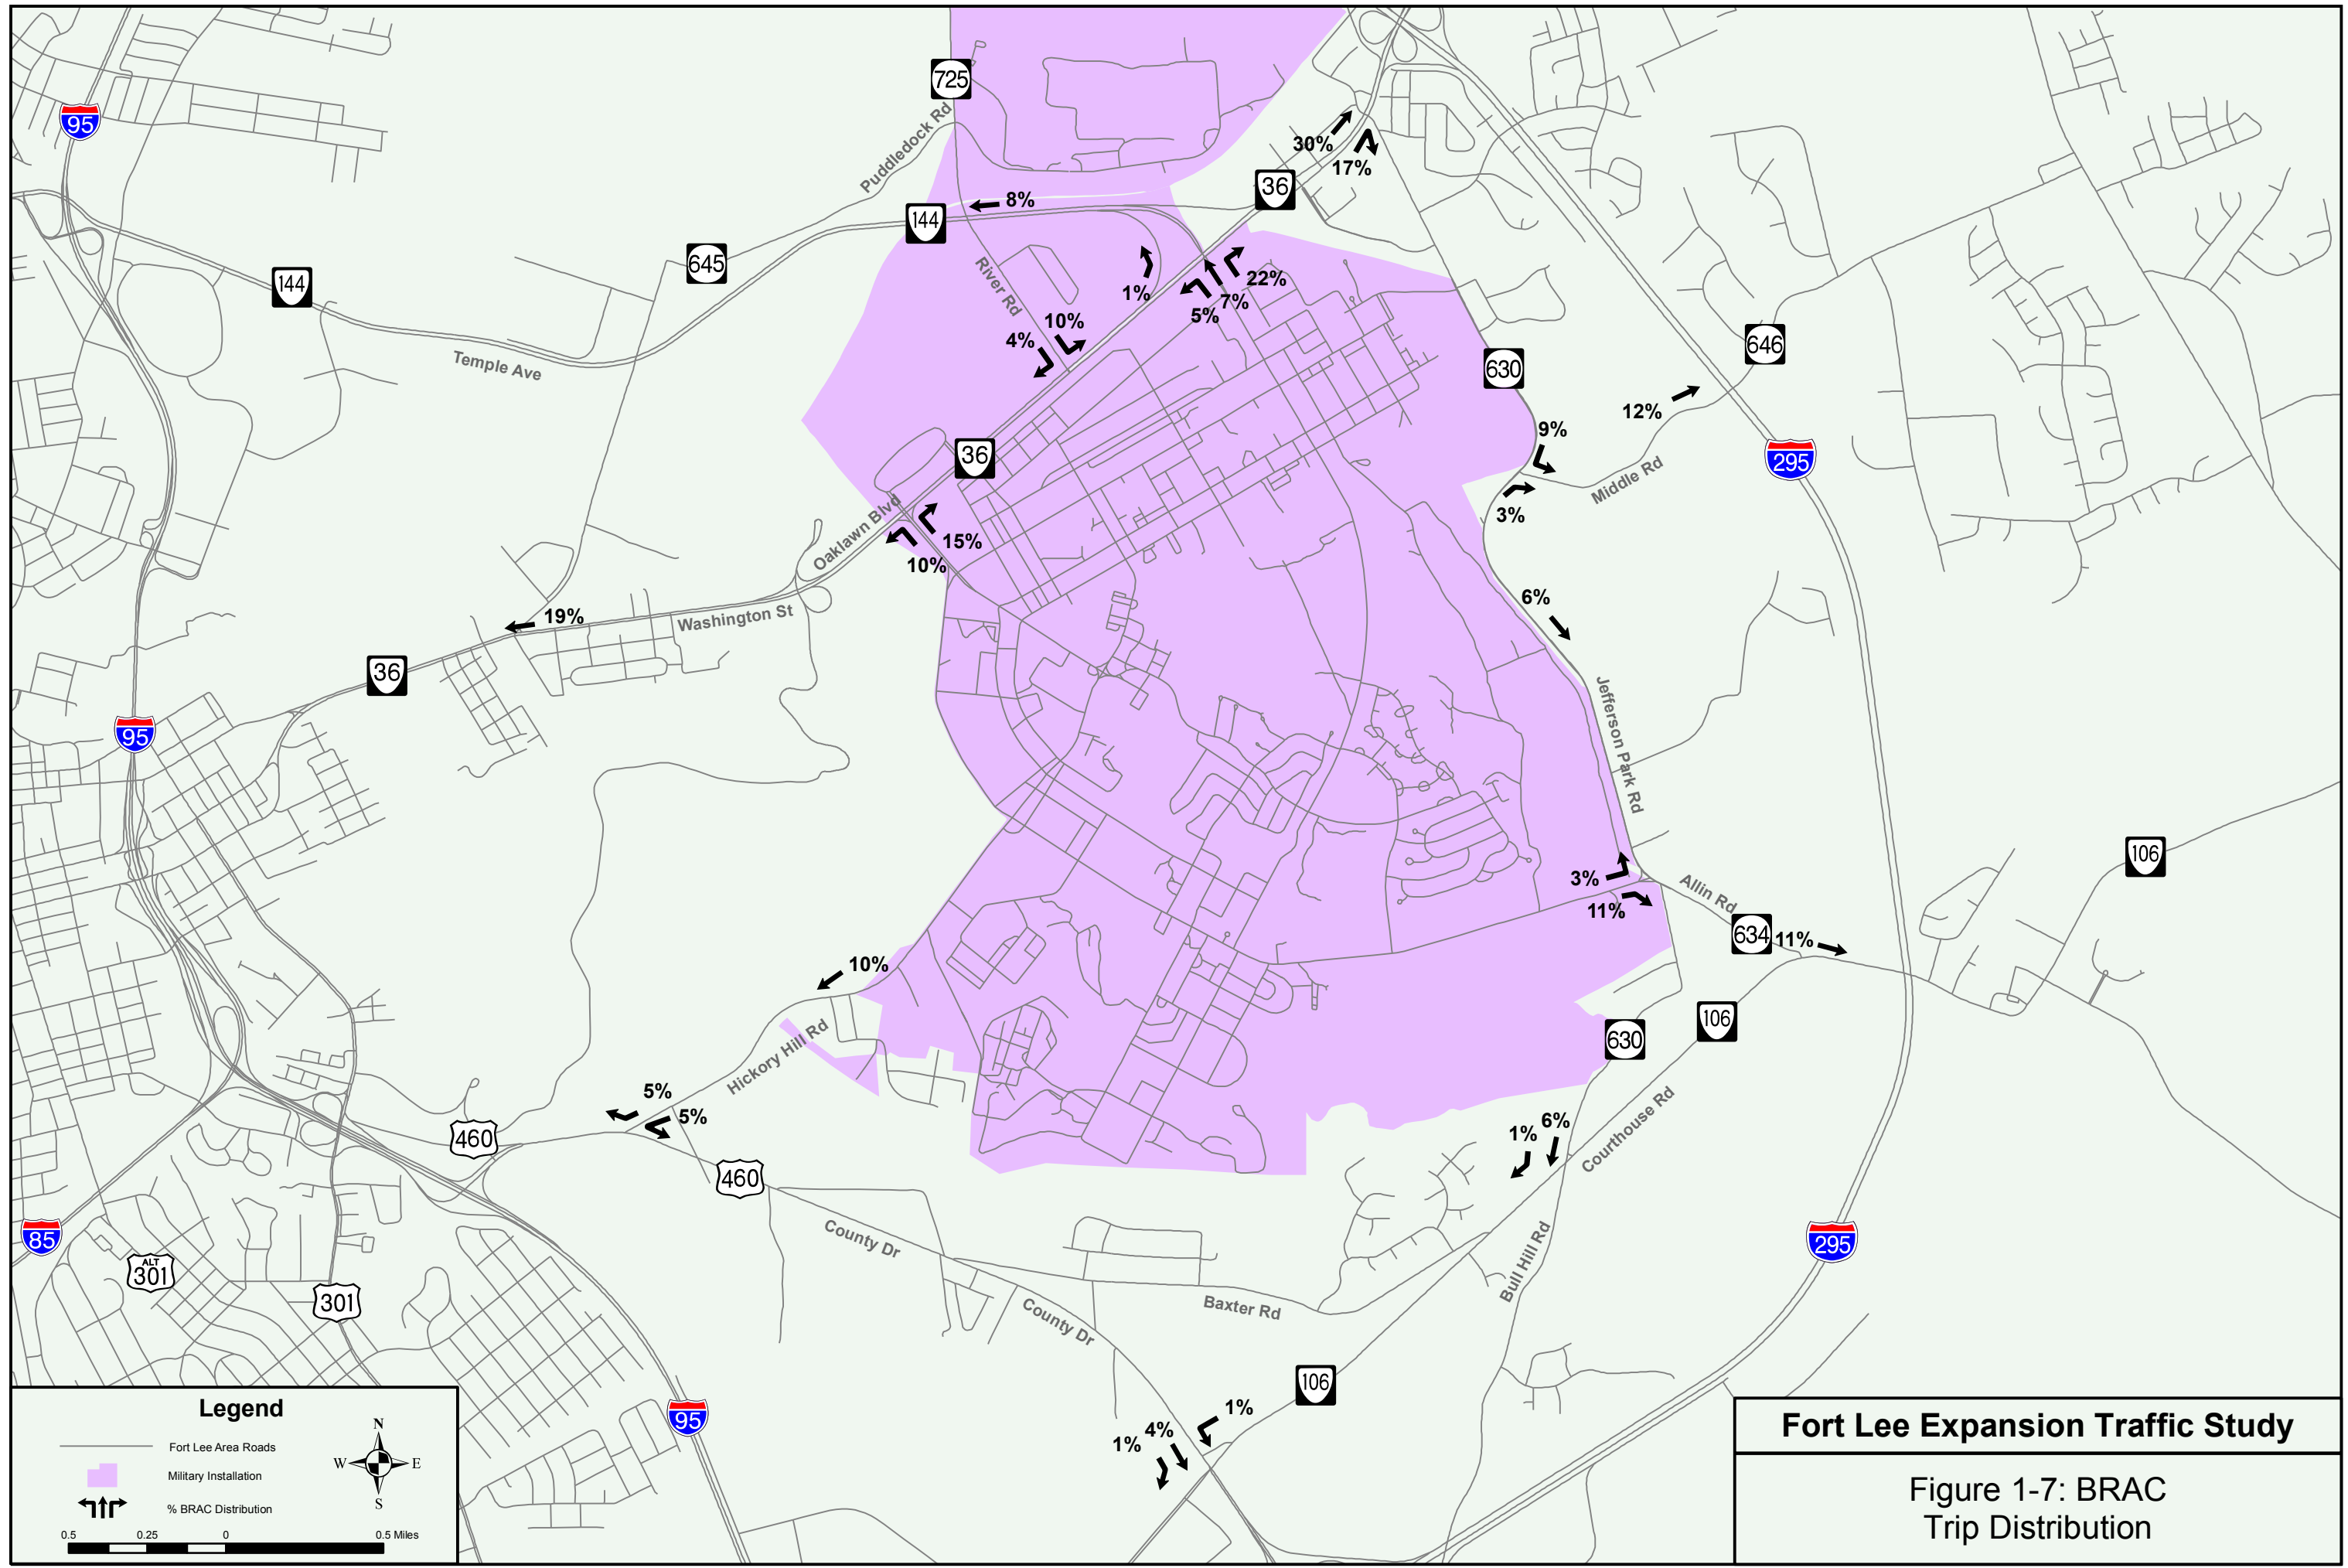 725
95
Puddledock Rd
30%
17%
36
8%
144
645
144
River Rd
22%
1%
7%
5%
10%
4%
Temple Ave
646
630
12%
9%
36
295
Middle Rd
3%
Oaklawn Blvd
15%
10%
6%
19%
Washington St
36
Jefferson Park Rd
95
106
3%
Allin Rd
11%
634
11%
10%
106
Hickory Hill Rd
630
5%
5%
Courthouse Rd
1%
6%
460
460
85
County Dr
295
Bull Hill Rd
ALT
301
301
Baxter Rd
County Dr
106
95
1%
4%
1%
Legend
Fort Lee Area Roads
Military Installation
% BRAC Distribution
N
W
E
S
0.5
0.25
0
0.5 Miles
Fort Lee Expansion Traffic Study
Figure 1-7: BRAC
Trip Distribution